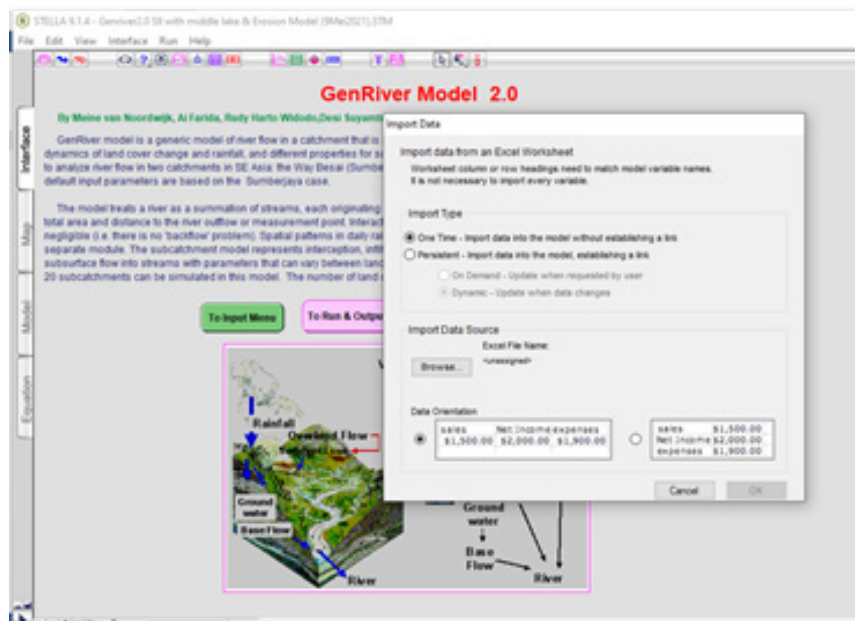 STELLA 9.1.4 - Genriver2.0 S9 with middle lake & Erosion Model (9Mei2021).STM
File Edit View Interface Run Help
GenRiver Model 2.0
By Meine van Noordwijk, Ai Farida, Rudy Harto Widodo, Desi Suyamto
GenRiver model is a generic model of river flow in a catchment that is
dynamics of land cover change and rainfall, and different properties for
to analyze river flow in two catchments in SE Asia: the Way Besai (Sumber
default input parameters are based on the Sumberjaya case.
The model treats a river as a summation of streams, each originating
total area and distance to the river outflow or measurement point. Interact
negligible (i.e. there is no 'backflow' problem). Spatial patterns in daily rain
separate module. The subcatchment model represents interception, infilt
subsurface flow into streams with parameters that can vary between land
20 subcatchments can be simulated in this model. The number of land
Interface
Map
Model
Equation
To Input Menu
To Run & Outpu
Rainfall
Overland Flow
Ground
water
Base Flow
River
Ground
water
Base
Flow
River
Import Data
Import data from an Excel Worksheet
Worksheet column or row headings need to match model variable names.
It is not necessary to import every variable.
Import Type
One Time - Import data into the model without establishing a link
Persistent - Import data into the model, establishing a link
On Demand - Update when requested by user
Dynamic - Update when data changes
Import Data Source
Excel File Name:
Browse...
<unassigned>
Data Orientation
sales Net Income expenses
$1,500.00 $2,000.00 $1,900.00
sales $1,500.00
Net Income $2,000.00
expenses $1,900.00
Cancel OK